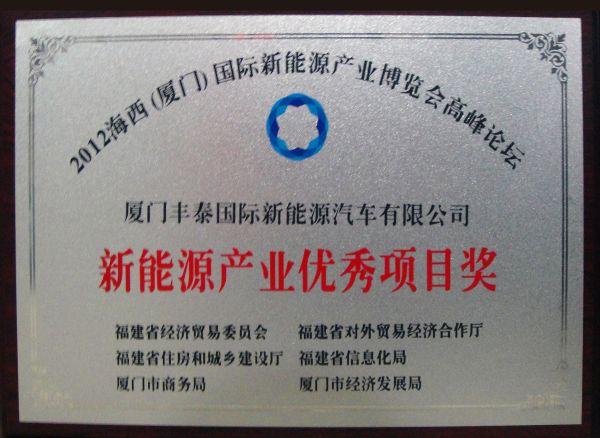 2012海西(厦门)国际新能源产业博览会高峰论坛
厦门丰泰国际新能源汽车有限公司
新能源产业优秀项目奖
福建省经济贸易委员会 福建省对外贸易经济合作厅
福建省住房和城乡建设厅 福建省信息化局
厦门市商务局 厦门市经济发展局